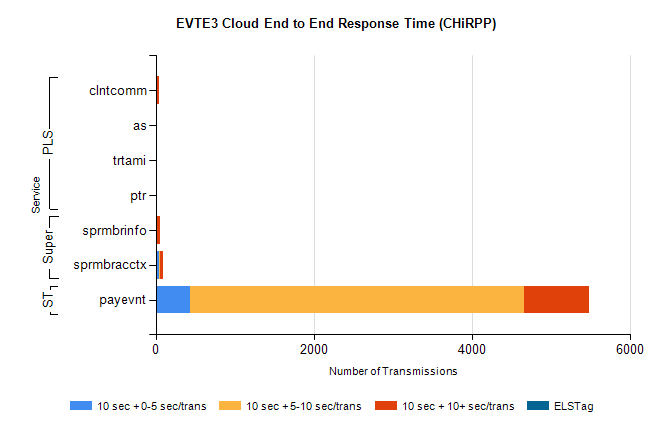 EVTE3 Cloud End to End Response Time (CHiRPP)
Service
PLS
clntcomm
as
trtami
ptr
Super
sprmbrinfo
sprmbracctx
ST
payevnt
0 2000 4000 6000
Number of Transmissions
10 sec +0-5 sec/trans 10 sec +5-10 sec/trans 10 sec + 10+ sec/trans ELSTag